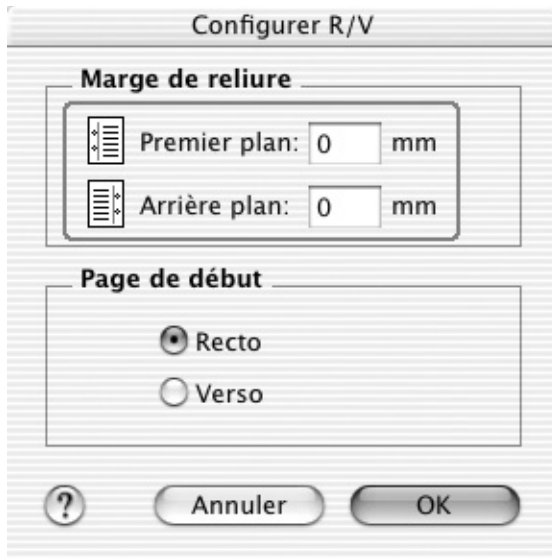 Configurer R/V
Marge de reliure
Premier plan: 0 mm
Arrière plan: 0 mm
Page de début
Recto
Verso
? Annuler OK